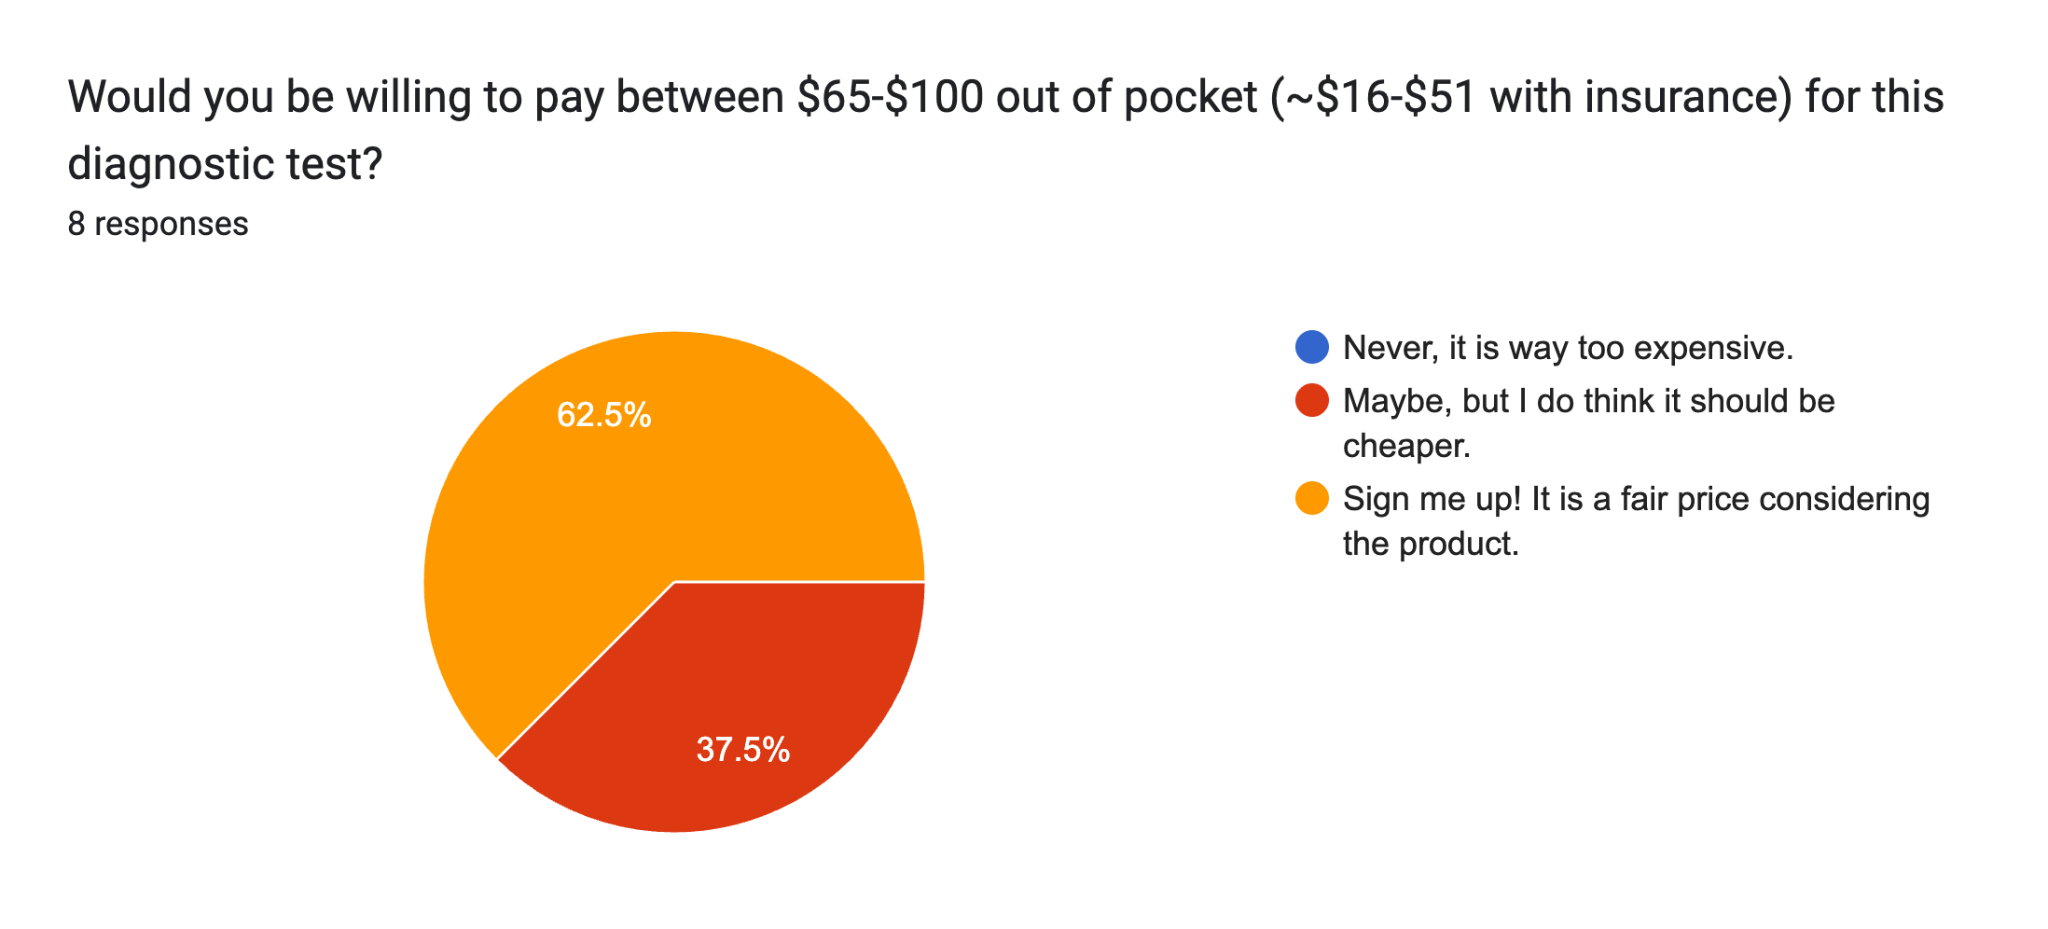 Would you be willing to pay between $65-$100 out of pocket (~$16-$51 with insurance) for this
diagnostic test?
8 responses
62.5%
37.5%
Never, it is way too expensive.
Maybe, but I do think it should be
cheaper.
Sign me up! It is a fair price considering
the product.